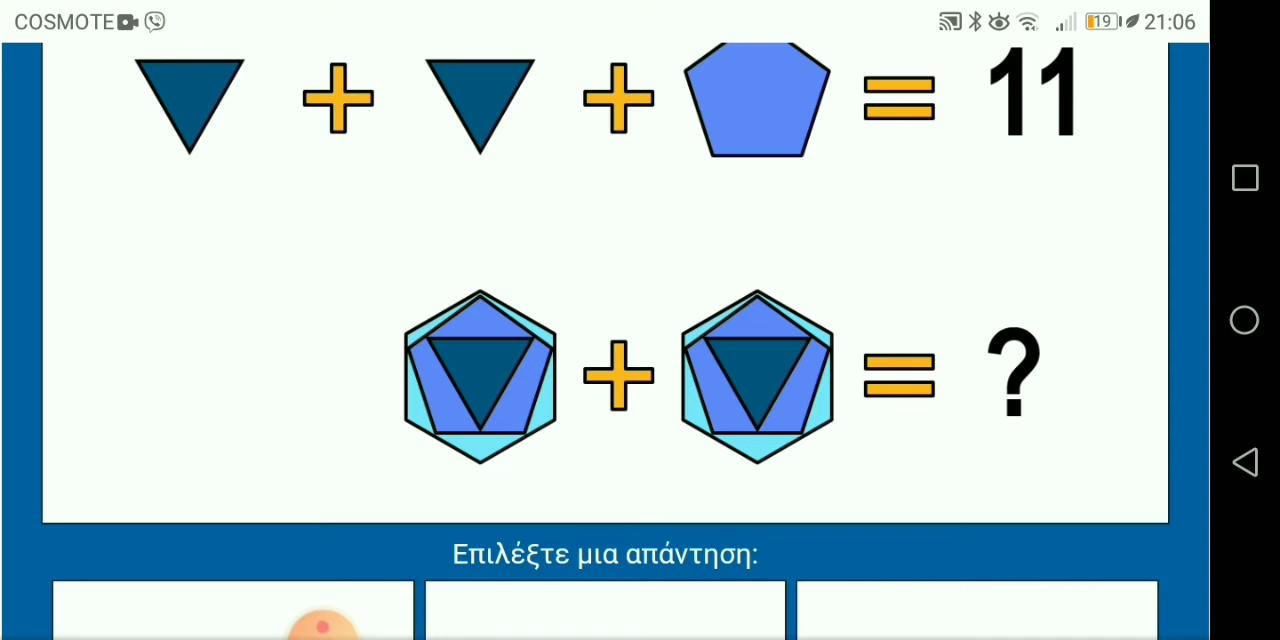 COSMOTE 19 21:06
+ + = 11
+ = ?
Επιλέξτε μια απάντηση: